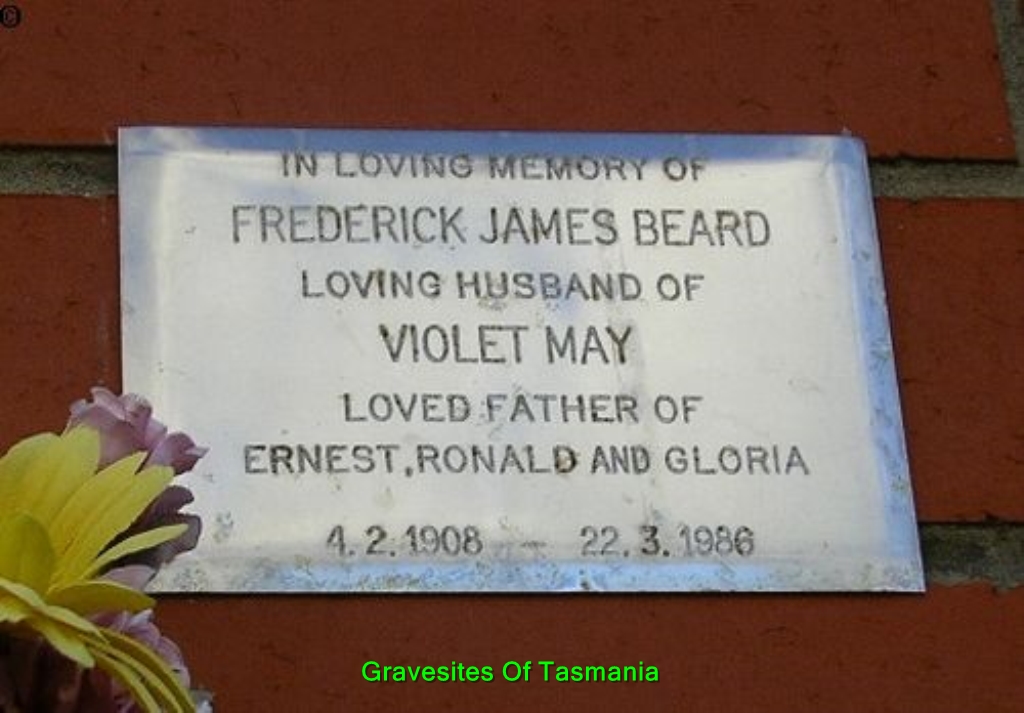 ©
IN LOVING MEMORY OF
FREDERICK JAMES BEARD
LOVING HUSBAND OF
VIOLET MAY
LOVED FATHER OF
ERNEST, RONALD AND GLORIA
4.2.1908 — 22.3.1986
Gravesites Of Tasmania